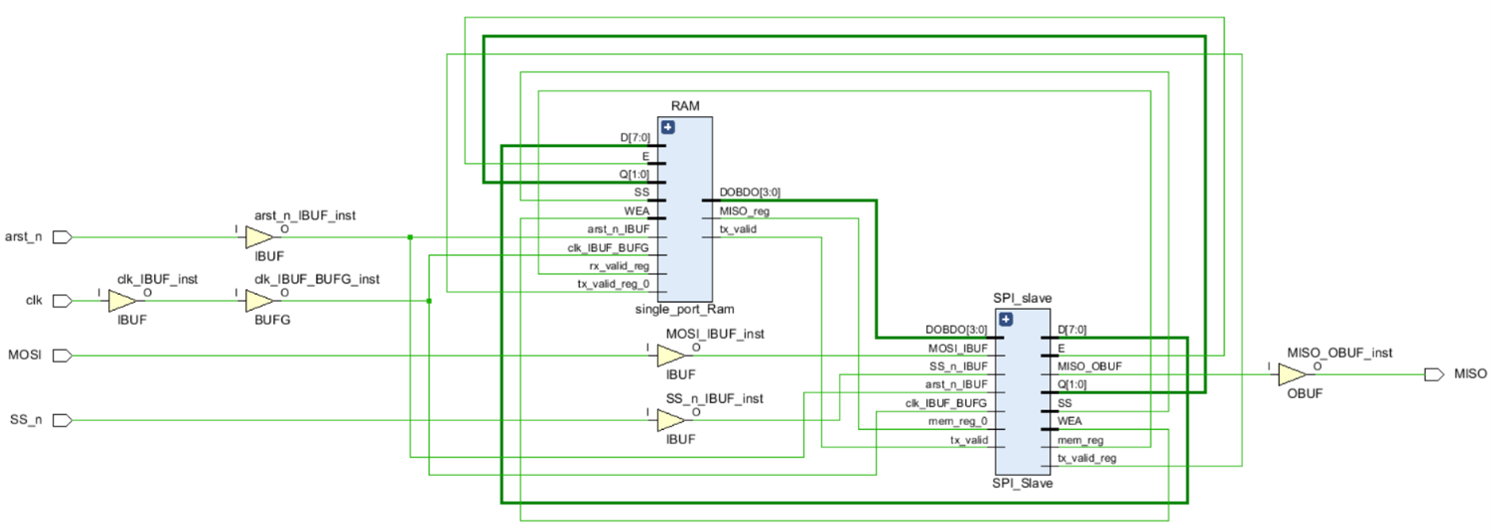 RAM
D[7:0]
E
Q[1:0]
SS
WEA
arst_n_IBUF
clk_IBUF_BUFG
rx_valid_reg
tx_valid_reg_0
DOBDO[3:0]
MISO_reg
tx_valid
single_port_Ram
arst_n
I
arst_n_IBUF_inst
O
IBUF
clk
I
clk_IBUF_inst
O
IBUF
I
clk_IBUF_BUFG_inst
O
BUFG
MOSI
I
MOSI_IBUF_inst
O
IBUF
SS_n
I
SS_n_IBUF_inst
O
IBUF
SPI_slave
DOBDO[3:0]
MOSI_IBUF
SS_n_IBUF
arst_n_IBUF
clk_IBUF_BUFG
mem_reg_0
tx_valid
D[7:0]
E
MISO_OBUF
Q[1:0]
SS
WEA
mem_reg
tx_valid_reg
SPI_Slave
I
MISO_OBUF_inst
O
OBUF
MISO